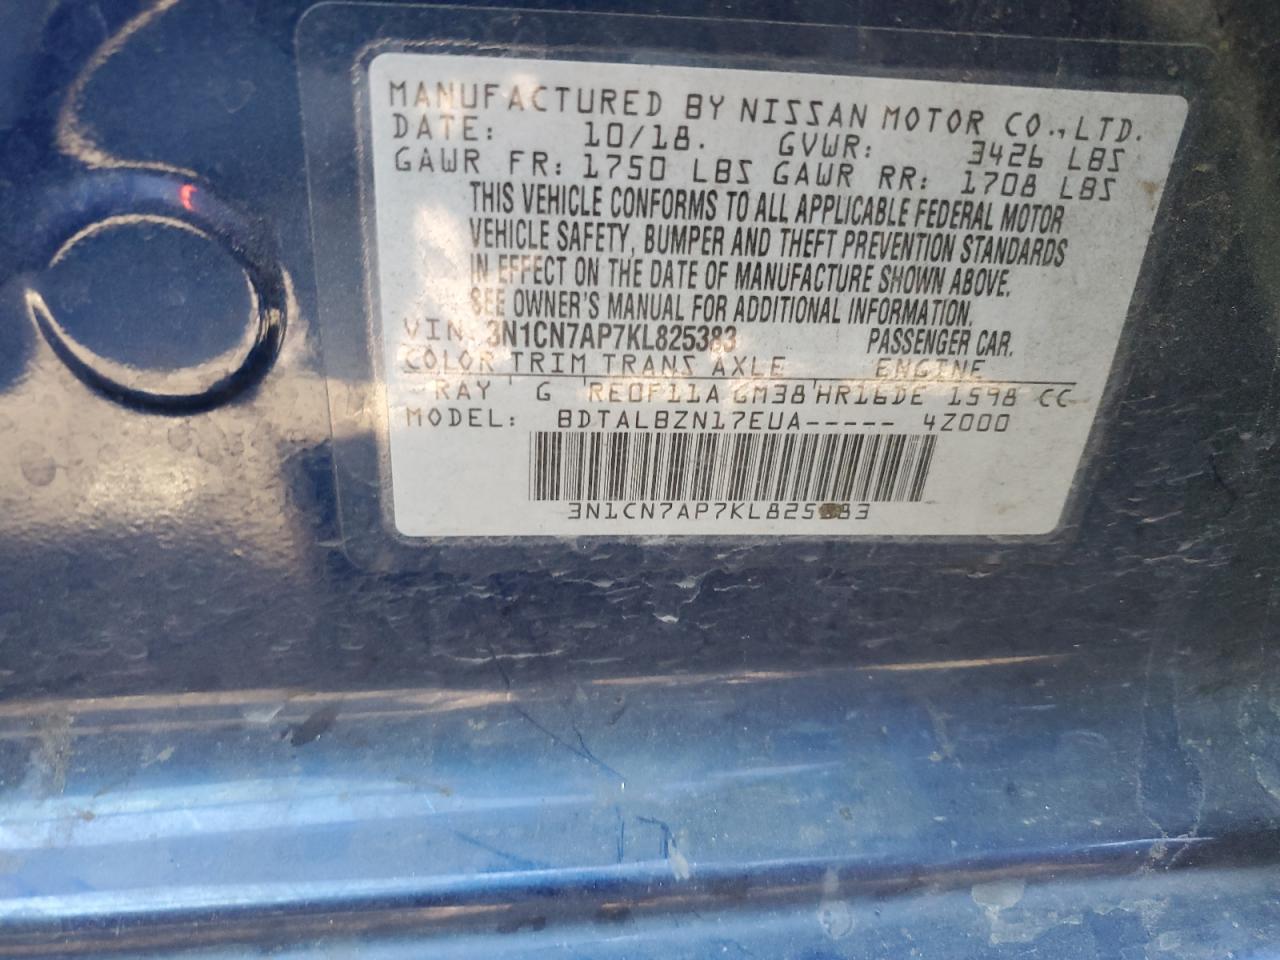 MANUFACTURED BY NISSAN MOTOR CO., LTD.
DATE: 10/18. GVWR: 3426 LBS
GAWR FR: 1750 LBS GAWR RR: 1708 LBS
THIS VEHICLE CONFORMS TO ALL APPLICABLE FEDERAL MOTOR
VEHICLE SAFETY, BUMPER AND THEFT PREVENTION STANDARDS
IN EFFECT ON THE DATE OF MANUFACTURE SHOWN ABOVE.
SEE OWNER'S MANUAL FOR ADDITIONAL INFORMATION.
VIN: 3N1CN7AP7KL825383 PASSENGER CAR.
COLOR TRIM TRANS AXLE ENGINE
RAY G RE0F11A GM38 HR16DE 1598 CC
MODEL: BDTALBZN17EUA----- 4Z000
3N1CN7AP7KL825383